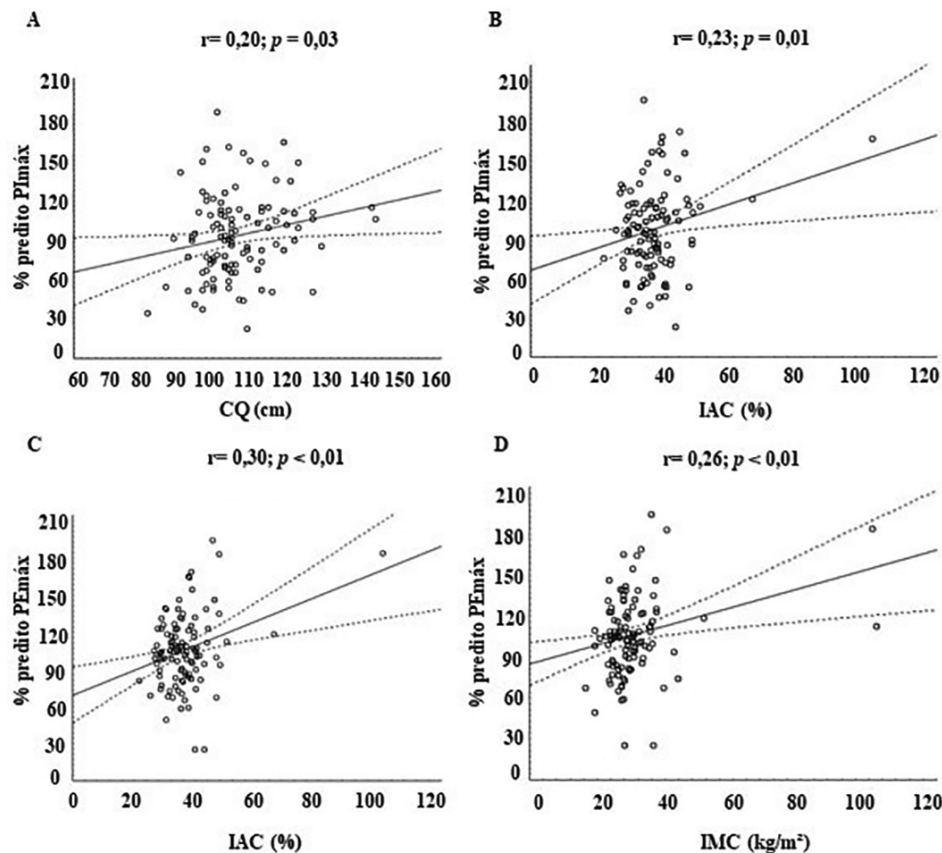 A
r= 0,20; p = 0,03
% predito PImáx
210
180
150
120
90
60
30
0
60 60 80 90 100 110 120 130 140 150 160
CQ (cm)
B
r= 0,23; p = 0,01
% predito PImáx
210
180
150
120
90
60
30
0
0 20 40 60 80 100 120
IAC (%)
C
r= 0,30; p < 0,01
% predito PEmáx
210
180
150
120
90
60
30
0
0 20 40 60 80 100 120
IAC (%)
D
r= 0,26; p < 0,01
% predito PEmáx
210
180
150
120
90
60
30
0
0 20 40 60 80 100 120
IMC (kg/m²)